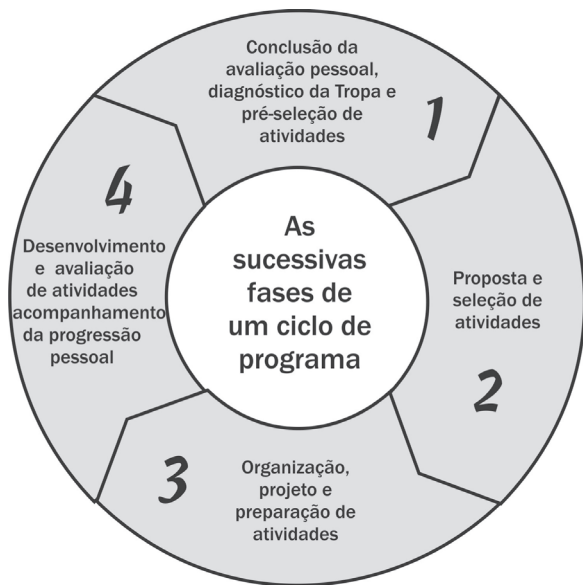 Conclusão da
avaliação pessoal,
diagnóstico da Tropa e
pré-seleção de
atividades
1
As
sucessivas
fases de
um ciclo de
programa
Proposta e
seleção de
atividades
2
Organização,
projeto e
preparação de
atividades
3
4
Desenvolvimento
e avaliação
de atividades
acompanhamento
da progressão
pessoal